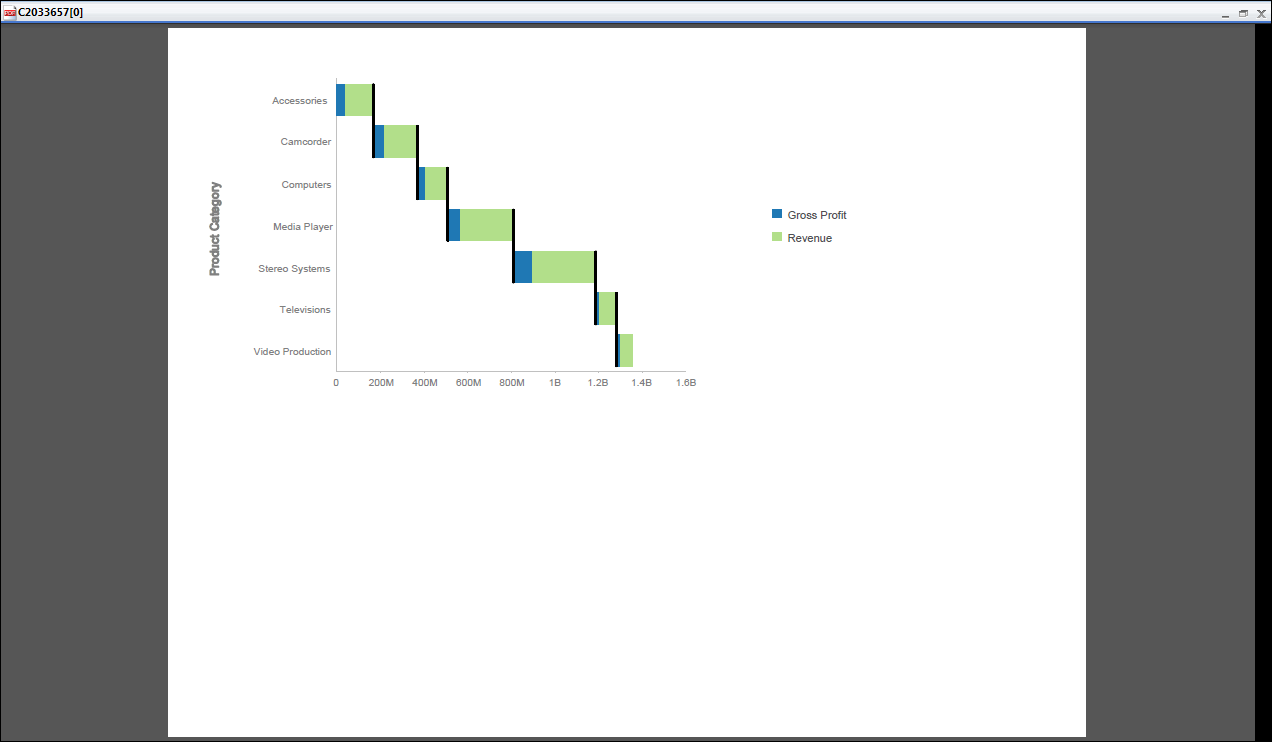 C2033657[0]
Product Category
Accessories
Camcorder
Computers
Media Player
Stereo Systems
Televisions
Video Production
0 200M 400M 600M 800M 1B 1.2B 1.4B 1.6B
Gross Profit
Revenue